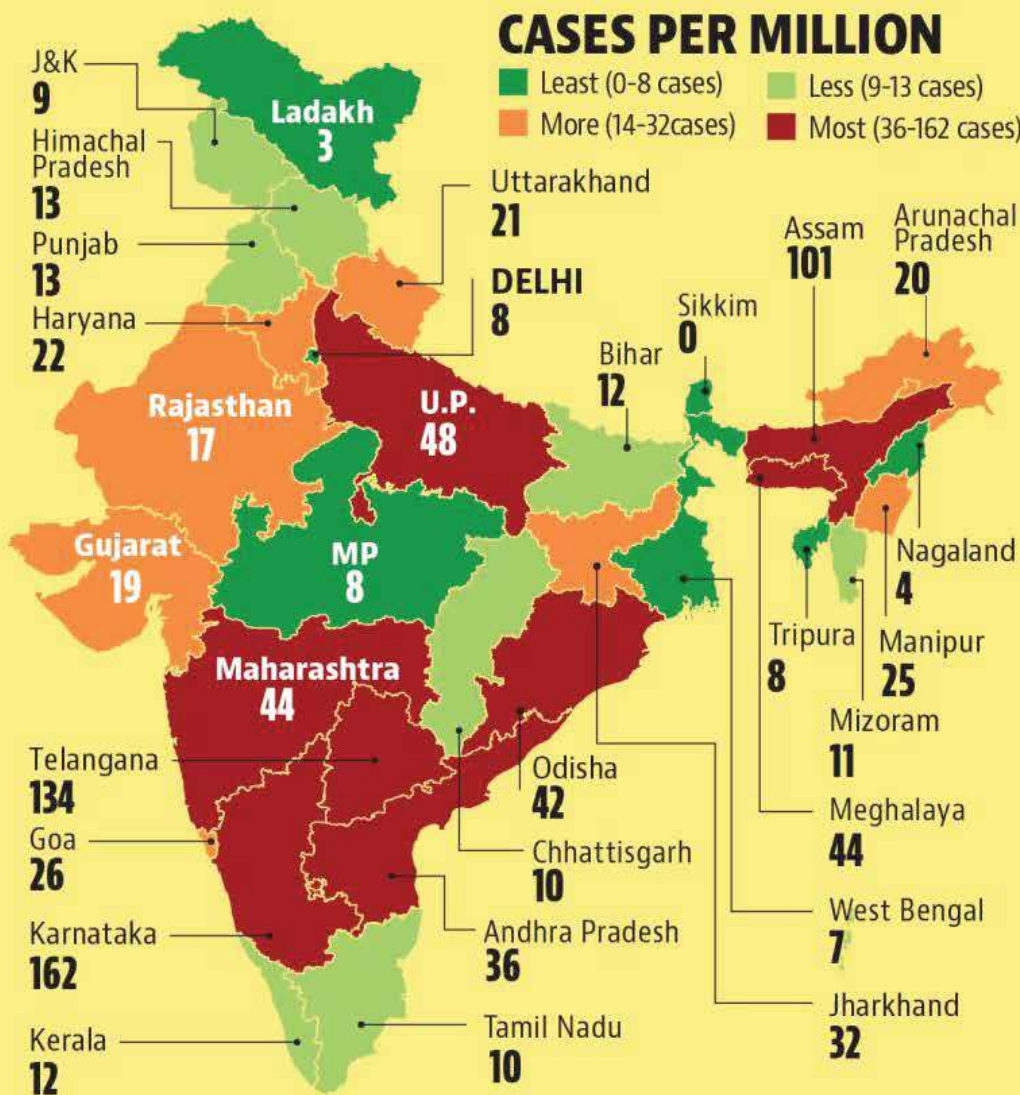 CASES PER MILLION
Least (0-8 cases)
Less (9-13 cases)
More (14-32cases)
Most (36-162 cases)
J&K
9
Ladakh
3
Himachal
Pradesh
13
Punjab
13
Haryana
22
Uttarakhand
21
DELHI
8
Sikkim
0
Bihar
12
Assam
101
Arunachal
Pradesh
20
Rajasthan
17
U.P.
48
Gujarat
19
MP
8
Nagaland
4
Tripura
8
Manipur
25
Mizoram
11
Maharashtra
44
Telangana
134
Odisha
42
Meghalaya
44
Goa
26
Chhattisgarh
10
West Bengal
7
Karnataka
162
Andhra Pradesh
36
Jharkhand
32
Kerala
12
Tamil Nadu
10